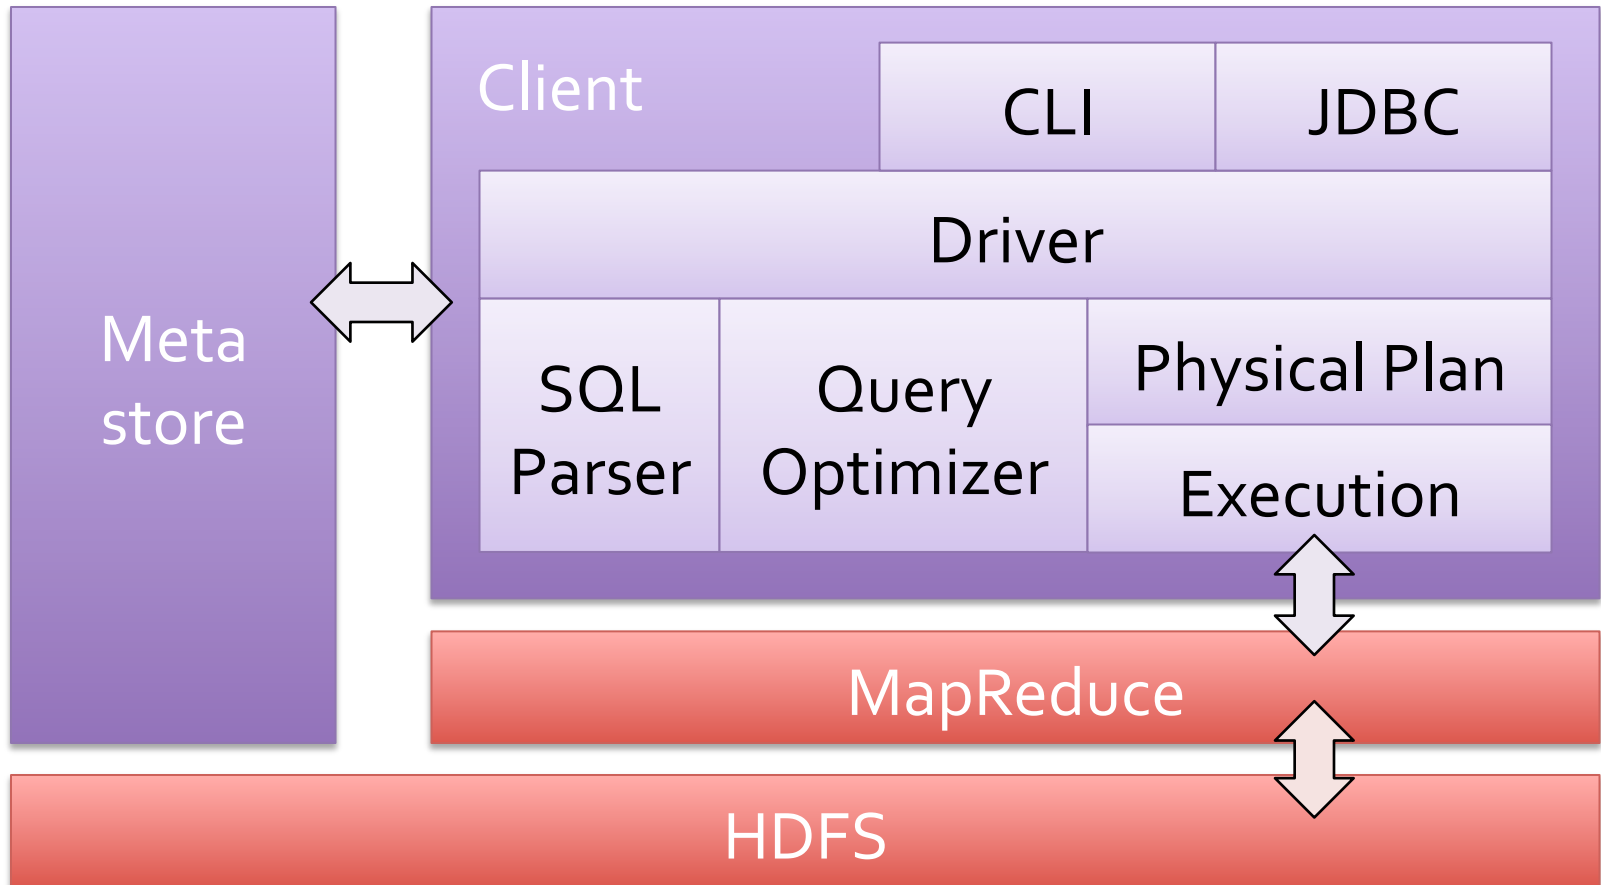 Client
CLI
JDBC
Driver
Meta
store
SQL
Parser
Query
Optimizer
Physical Plan
Execution
MapReduce
HDFS